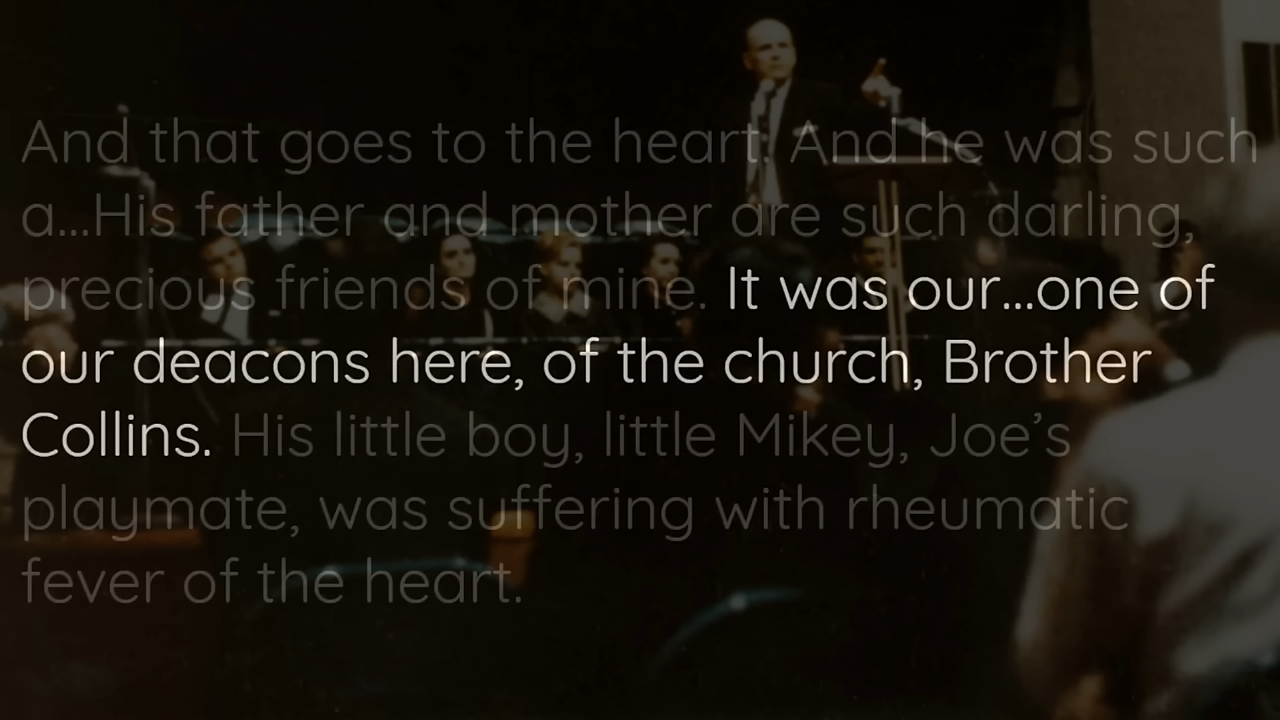 And that goes to the heart. And he was such
a...His father and mother are such darling,
precious friends of mine. It was our...one of
our deacons here, of the church, Brother
Collins. His little boy, little Mikey, Joe’s
playmate, was suffering with rheumatic
fever of the heart.